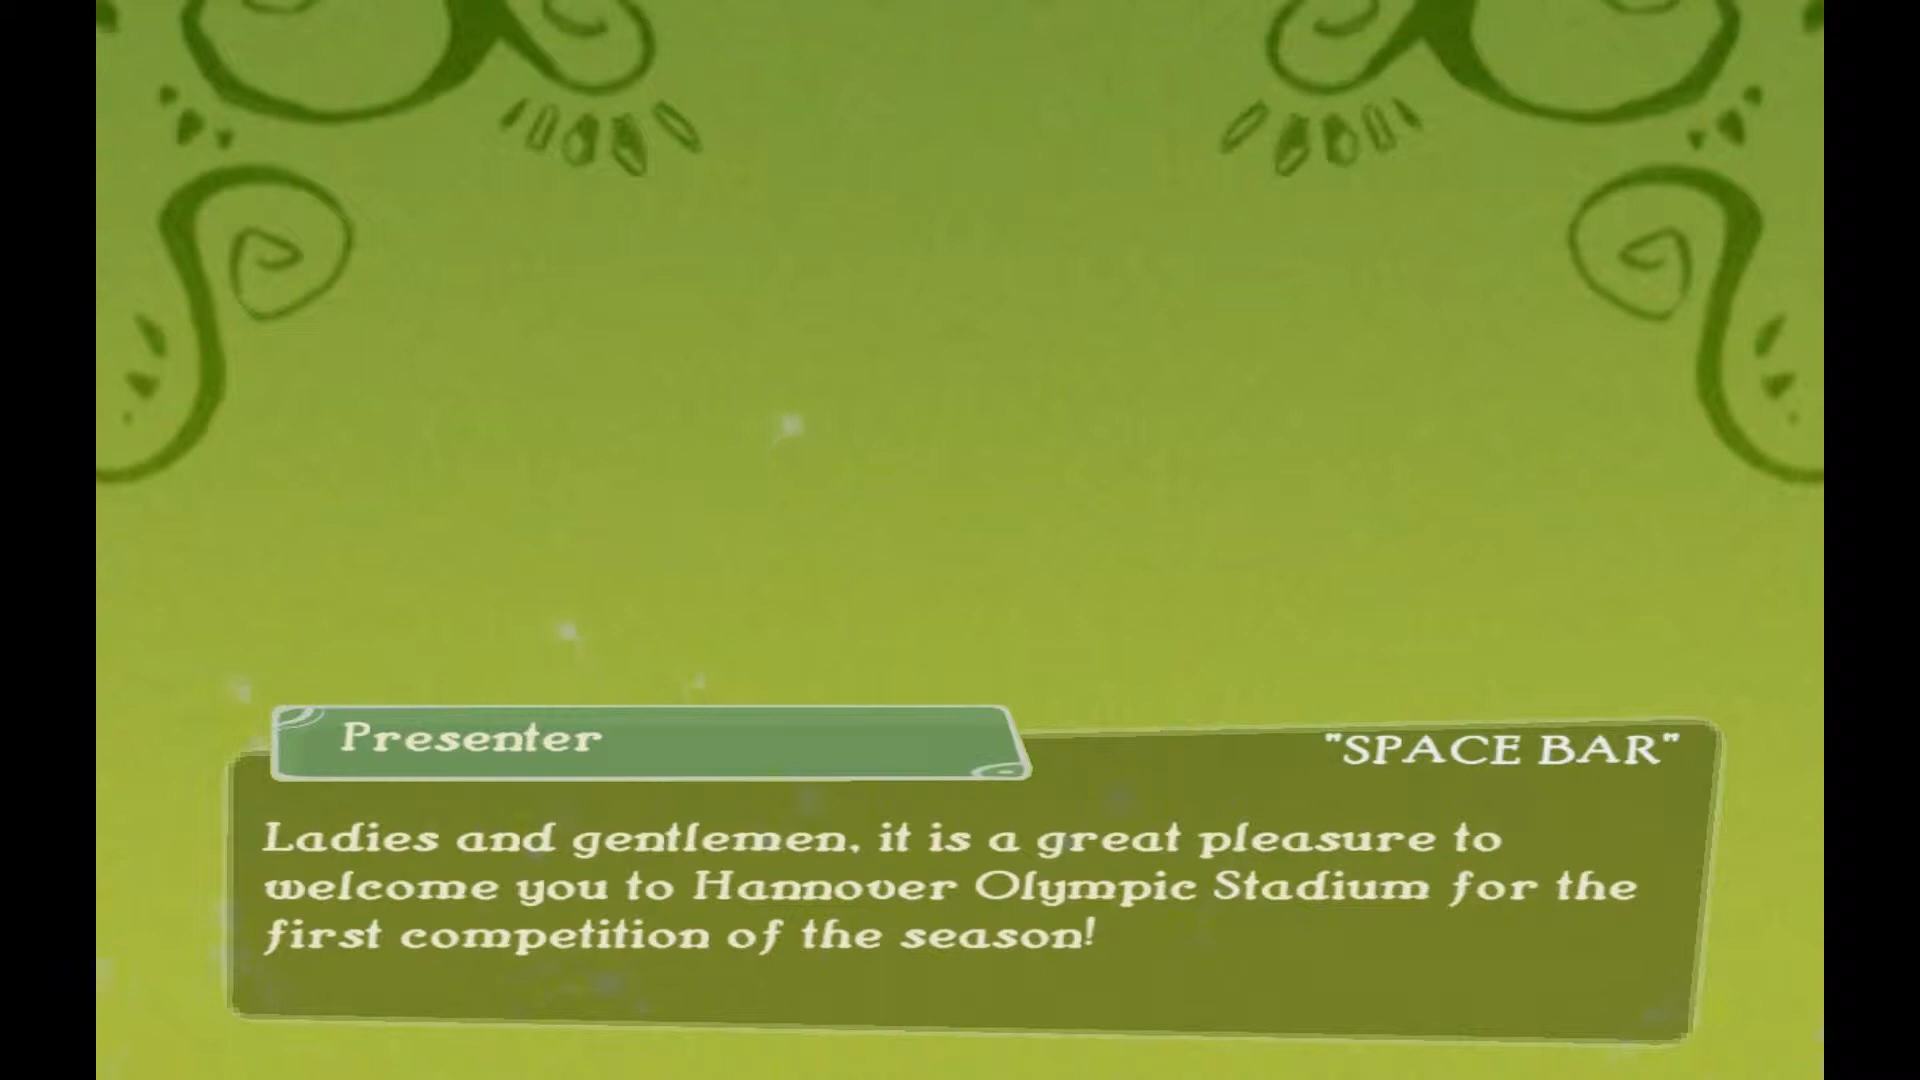 Presenter
"SPACE BAR"
Ladies and gentlemen, it is a great pleasure to
welcome you to Hannover Olympic Stadium for the
first competition of the season!